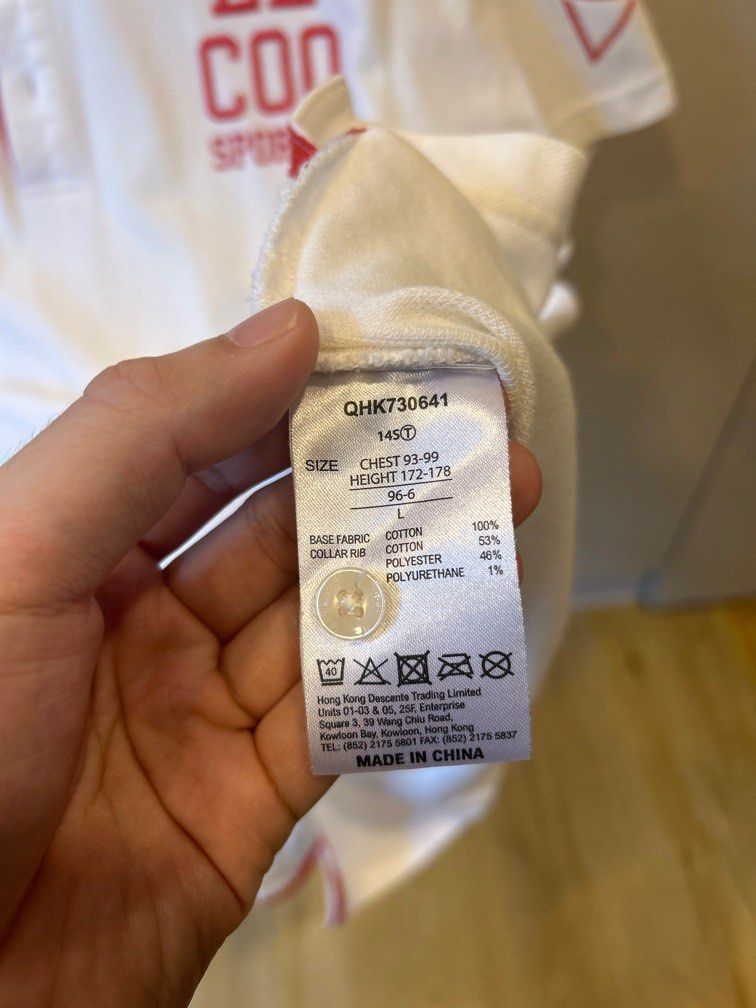 COO
SPOR
QHK730641
14S Ⓣ
SIZE CHEST 93-99
HEIGHT 172-178
96-6
L
BASE FABRIC COTTON 100%
COLLAR RIB COTTON 53%
POLYESTER 46%
POLYURETHANE 1%
40
Hong Kong Descente Trading Limited
Units 01-03 & 05, 25F, Enterprise
Square 3, 39 Wang Chiu Road,
Kowloon Bay, Kowloon, Hong Kong
TEL: (852) 2175 5801 FAX: (852) 2175 5837
MADE IN CHINA